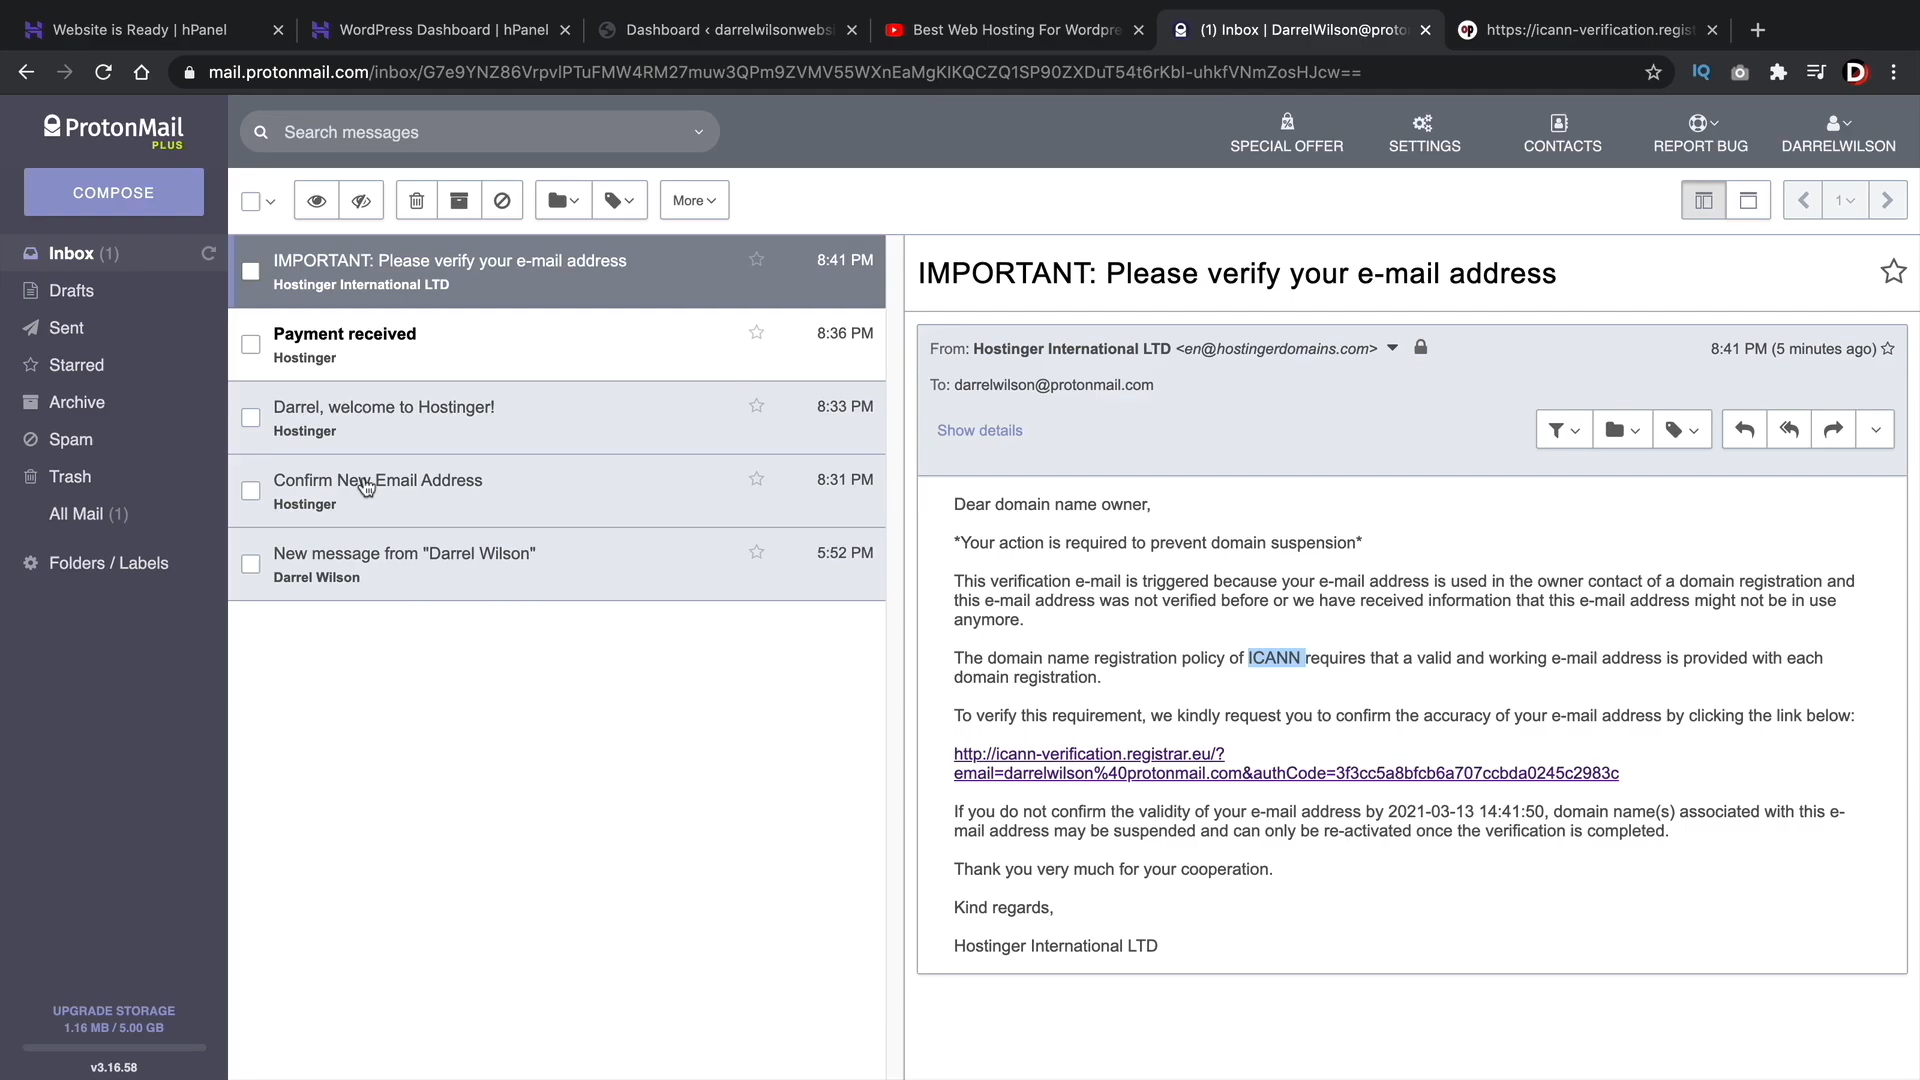 Website is Ready | hPanel
WordPress Dashboard | hPanel
Dashboard ‹ darrelwilsonwebsi
Best Web Hosting For Wordpre
(1) Inbox | DarrelWilson@proto
https://icann-verification.regist
mail.protonmail.com/inbox/G7e9YNZ86VrpvlPTuFMW4RM27muw3QPm9ZVMV55WXnEaMgKlKQCZQ1SP90ZXDuT54t6rKbI-uhkfVNmZosHJcw==
IQ
D
ProtonMail
PLUS
Search messages
SPECIAL OFFER
SETTINGS
CONTACTS
REPORT BUG
DARRELWILSON
COMPOSE
More
1
Inbox (1)
Drafts
Sent
Starred
Archive
Spam
Trash
All Mail (1)
Folders / Labels
UPGRADE STORAGE
1.16 MB / 5.00 GB
v3.16.58
IMPORTANT: Please verify your e-mail address 8:41 PM
Hostinger International LTD
Payment received 8:36 PM
Hostinger
Darrel, welcome to Hostinger! 8:33 PM
Hostinger
Confirm New Email Address 8:31 PM
Hostinger
New message from "Darrel Wilson" 5:52 PM
Darrel Wilson
IMPORTANT: Please verify your e-mail address
From: Hostinger International LTD <en@hostingerdomains.com> 8:41 PM (5 minutes ago)
To: darrelwilson@protonmail.com
Show details
Dear domain name owner,
*Your action is required to prevent domain suspension*
This verification e-mail is triggered because your e-mail address is used in the owner contact of a domain registration and
this e-mail address was not verified before or we have received information that this e-mail address might not be in use
anymore.
The domain name registration policy of ICANN requires that a valid and working e-mail address is provided with each
domain registration.
To verify this requirement, we kindly request you to confirm the accuracy of your e-mail address by clicking the link below:
http://icann-verification.registrar.eu/?
email=darrelwilson%40protonmail.com&authCode=3f3cc5a8bfcb6a707ccbda0245c2983c
If you do not confirm the validity of your e-mail address by 2021-03-13 14:41:50, domain name(s) associated with this e-
mail address may be suspended and can only be re-activated once the verification is completed.
Thank you very much for your cooperation.
Kind regards,
Hostinger International LTD